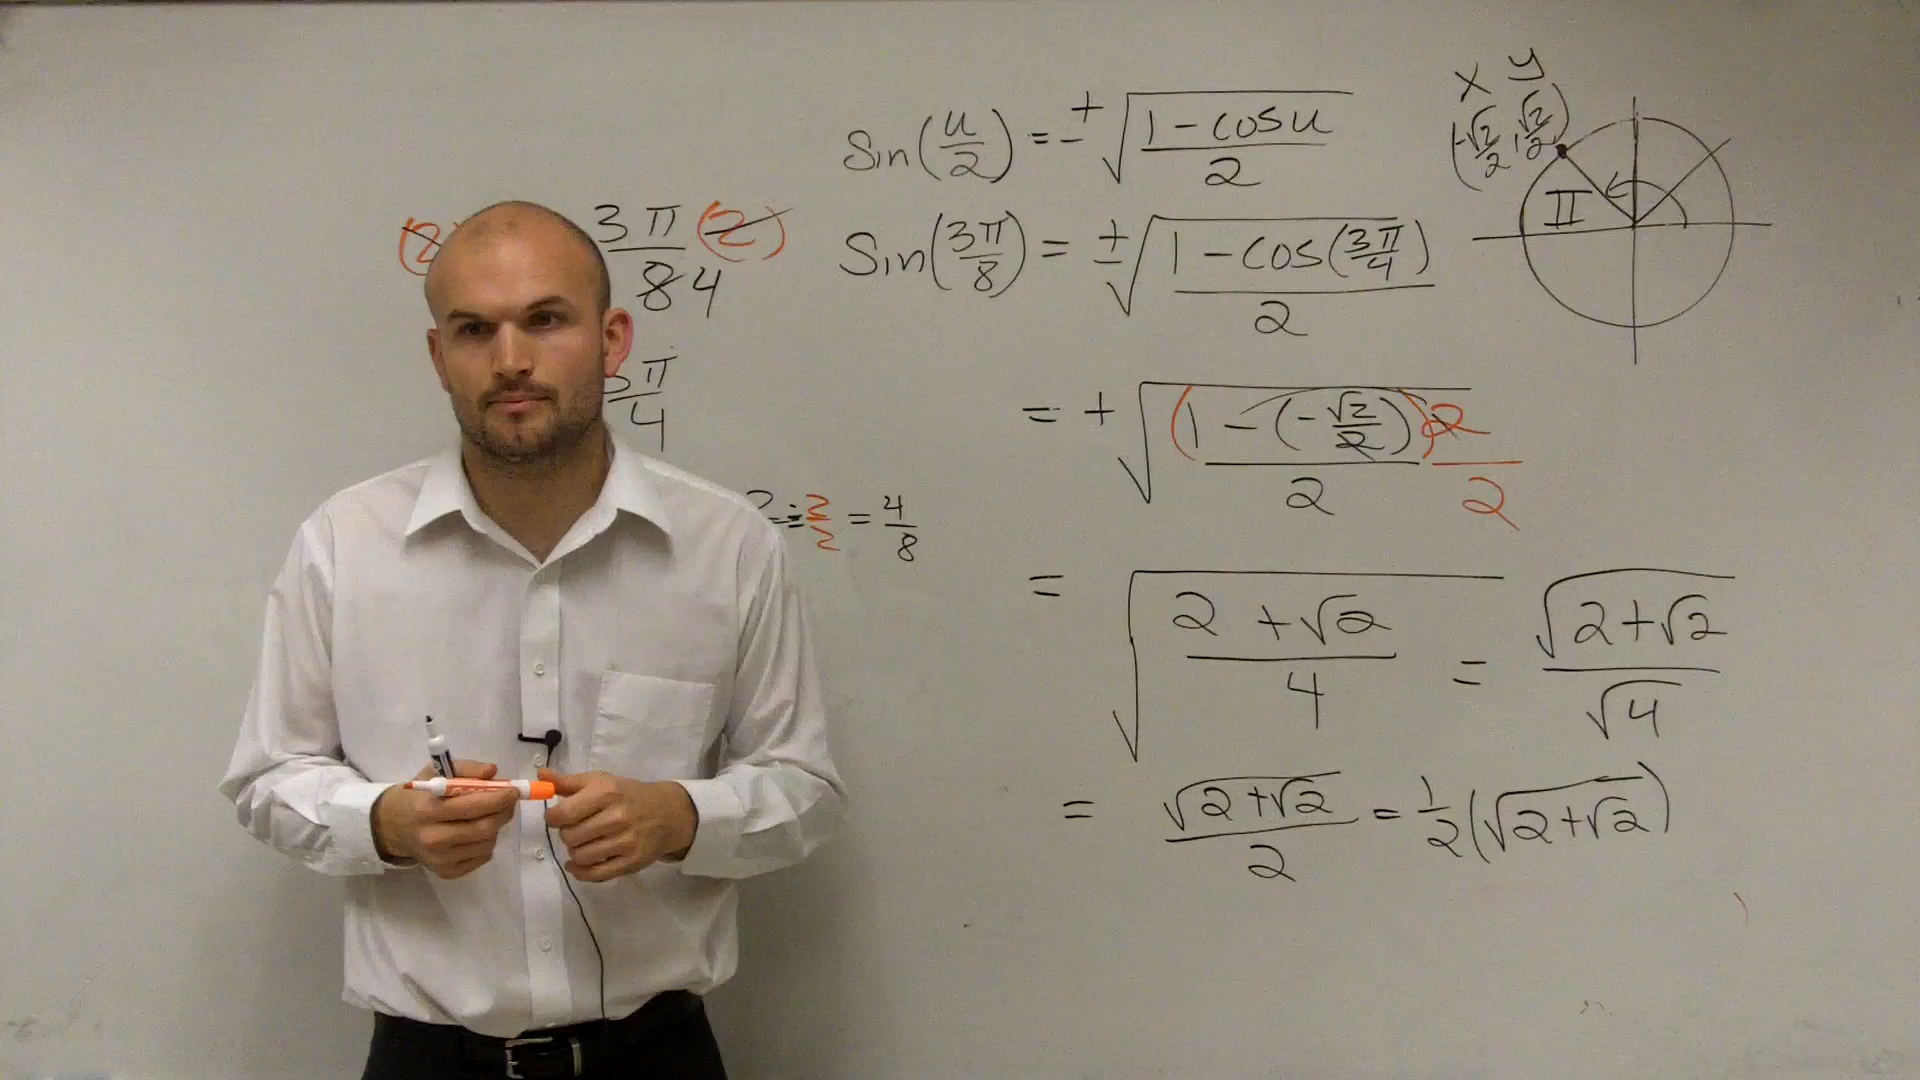 x y
(-√2/2, √2/2)
II
Sin(u/2) = ± √((1 - cos u)/2)
3π/8 (2)
4
Sin(3π/8) = ± √((1 - cos(3π/4))/2)
π/4
= + √((1 - (-√2/2))2/2 2)
÷ 2/2 = 4/8
= √((2 + √2)/4) = √(2+√2)/√4
= √(2+√2)/2 = 1/2(√(2+√2))